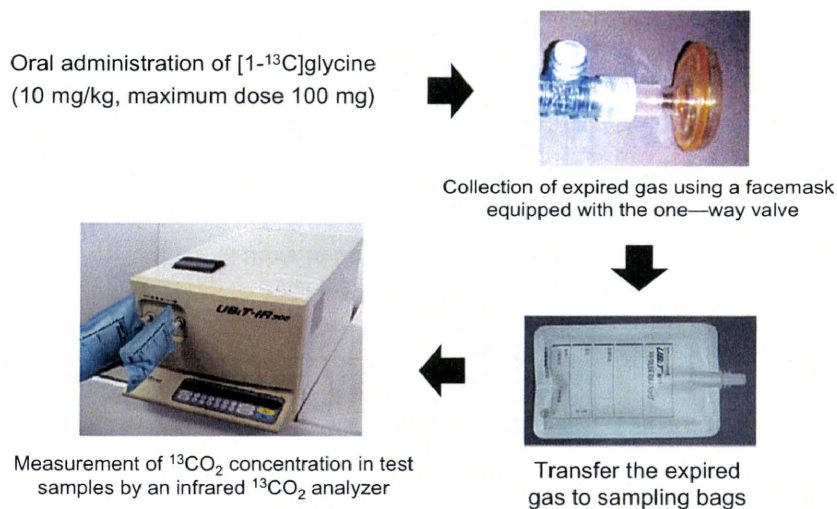 Oral administration of [1-¹³C]glycine
(10 mg/kg, maximum dose 100 mg)
Collection of expired gas using a facemask
equipped with the one—way valve
UBiT-IR300
Measurement of ¹³CO₂ concentration in test
samples by an infrared ¹³CO₂ analyzer
Transfer the expired
gas to sampling bags